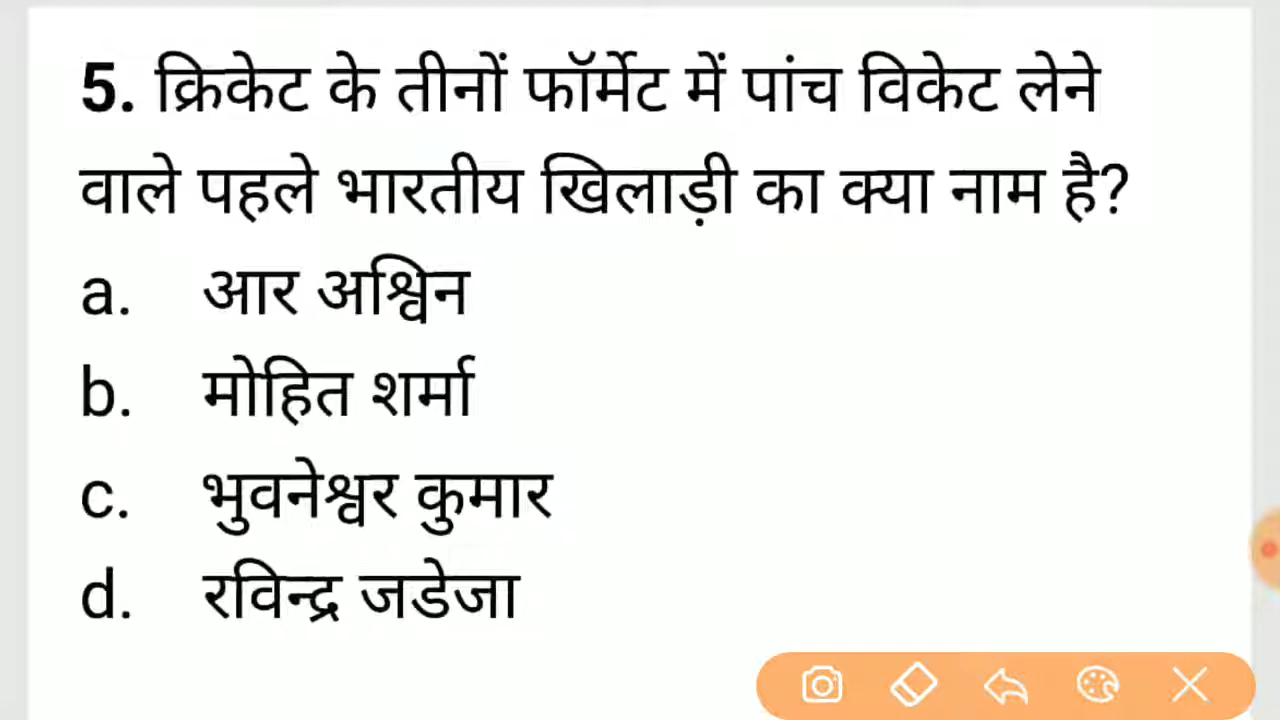 5. क्रिकेट के तीनों फॉर्मेट में पांच विकेट लेने
वाले पहले भारतीय खिलाड़ी का क्या नाम है?
a. आर अश्विन
b. मोहित शर्मा
c. भुवनेश्वर कुमार
d. रविन्द्र जडेजा